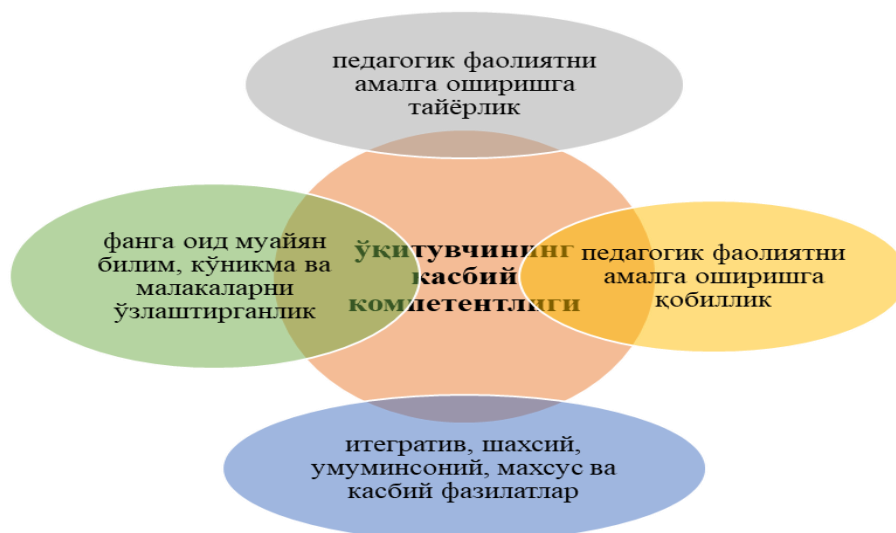 педагогик фаолиятни
амалга оширишга
тайёрлик
фанга оид муайян
билим, кўникма ва
малакаларни
ўзлаштирганлик
ўқитувчининг
касбий
компетентлиги
педагогик фаолиятни
амалга оширишга
қобиллик
итегратив, шахсий,
умуминсоний, махсус ва
касбий фазилатлар